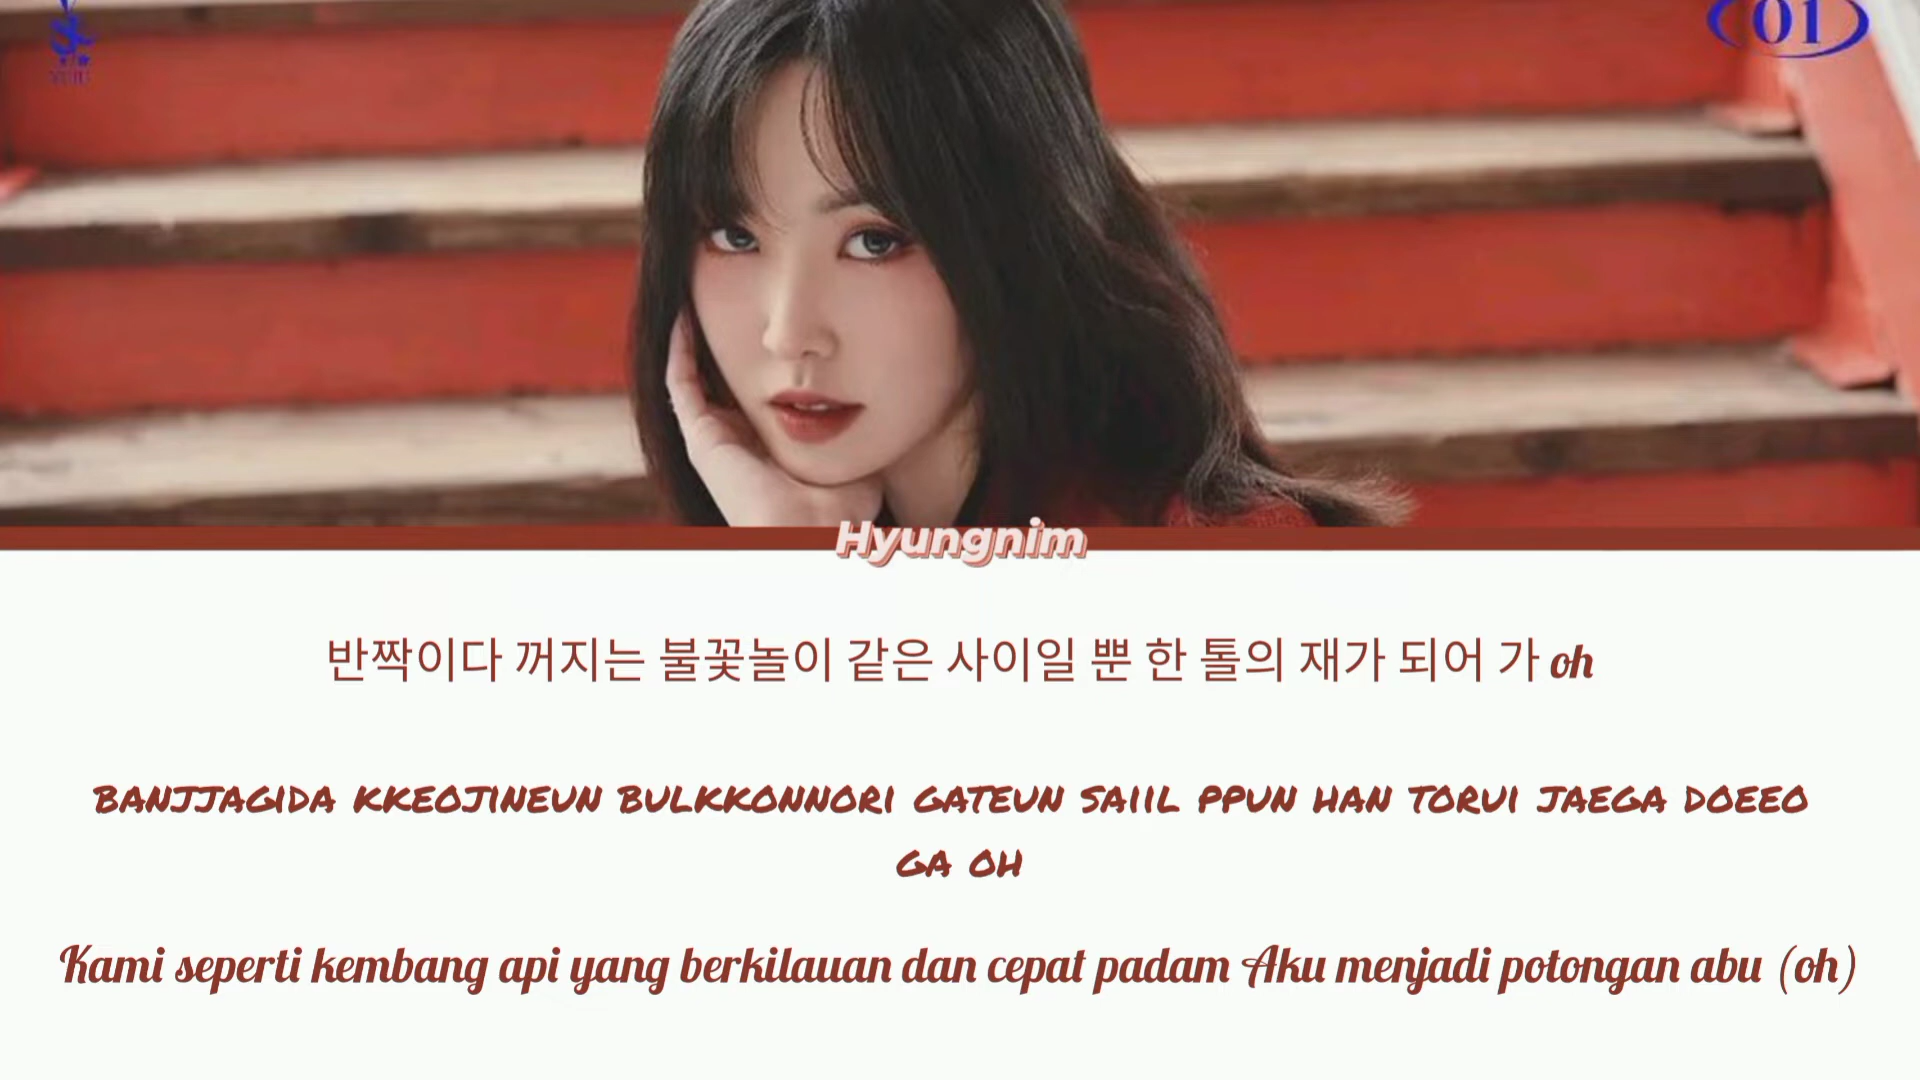 01
Hyungnim
반짝이다 꺼지는 불꽃놀이 같은 사이일 뿐 한 톨의 재가 되어 가 oh
BANJJAGIDA KKEOJINEUN BULKKONNORI GATEUN SAIIL PPUN HAN TORUI JAEGA DOEEO
GA OH
Kami seperti kembang api yang berkilauan dan cepat padam Aku menjadi potongan abu (oh)